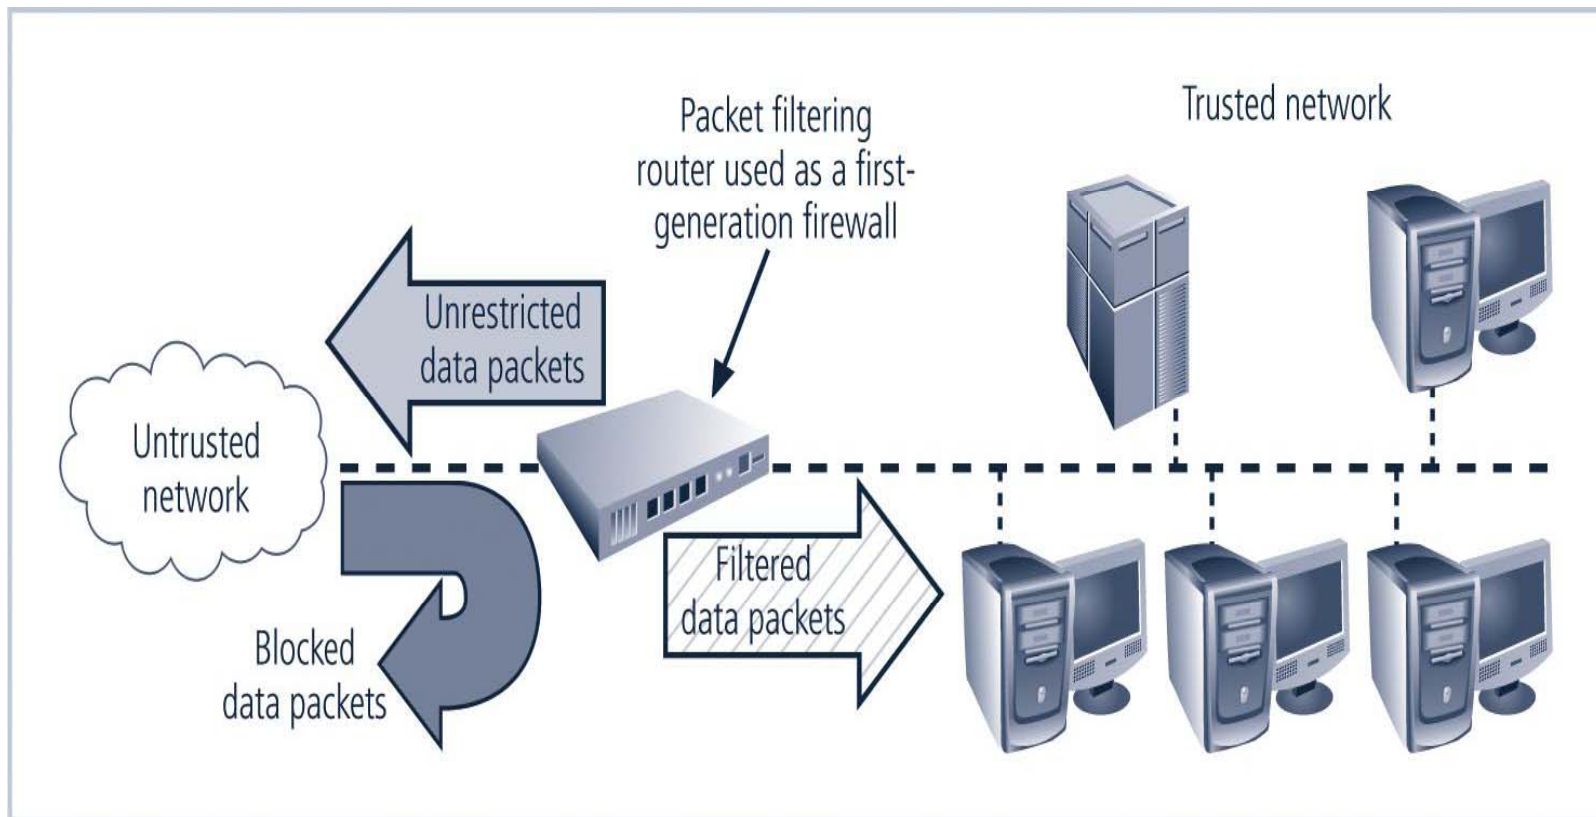 Packet filtering
router used as a first-
generation firewall
Trusted network
Unrestricted
data packets
Untrusted
network
Filtered
data packets
Blocked
data packets